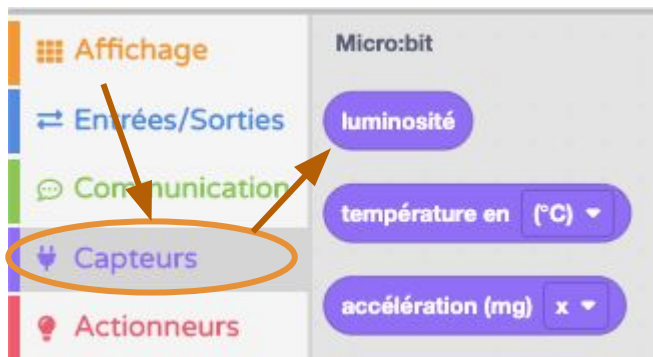 Affichage
Entrées/Sorties
Communication
Capteurs
Actionneurs
Micro:bit
luminosité
température en (°C)
accélération (mg) x